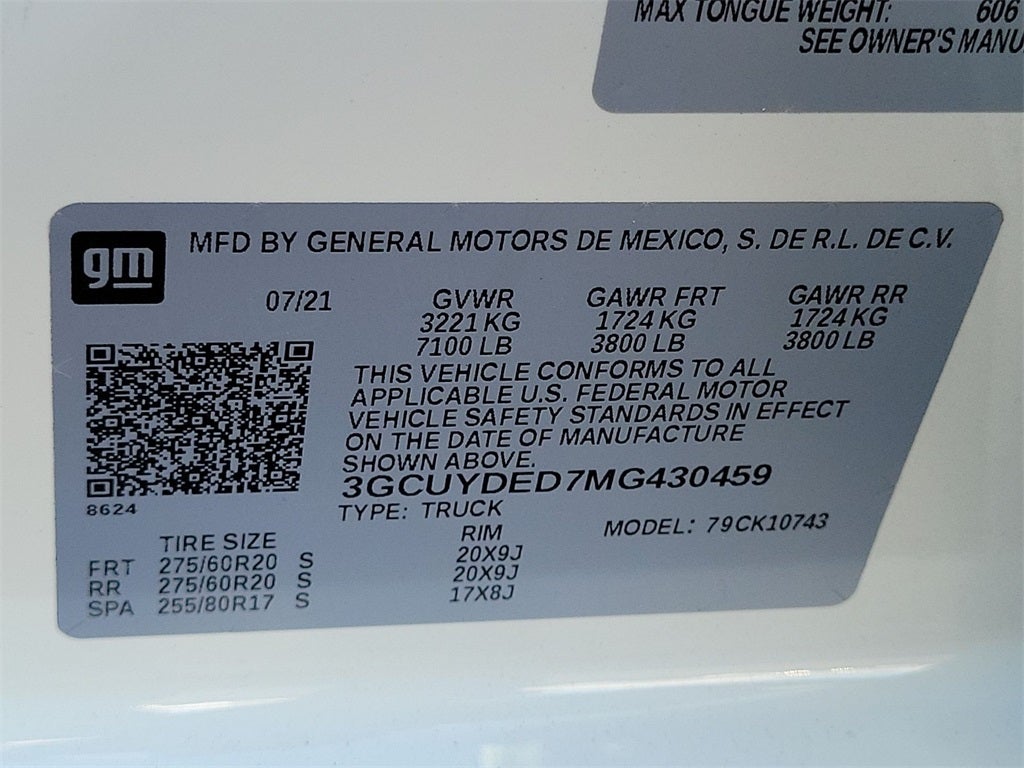 MAX TONGUE WEIGHT: 606
SEE OWNER'S MANU
gm
MFD BY GENERAL MOTORS DE MEXICO, S. DE R.L. DE C.V.
07/21 GVWR GAWR FRT GAWR RR
3221 KG 1724 KG 1724 KG
7100 LB 3800 LB 3800 LB
THIS VEHICLE CONFORMS TO ALL
APPLICABLE U.S. FEDERAL MOTOR
VEHICLE SAFETY STANDARDS IN EFFECT
ON THE DATE OF MANUFACTURE
SHOWN ABOVE.
3GCUYDED7MG430459
8624
TYPE: TRUCK MODEL: 79CK10743
TIRE SIZE RIM
FRT 275/60R20 S 20X9J
RR 275/60R20 S 20X9J
SPA 255/80R17 S 17X8J